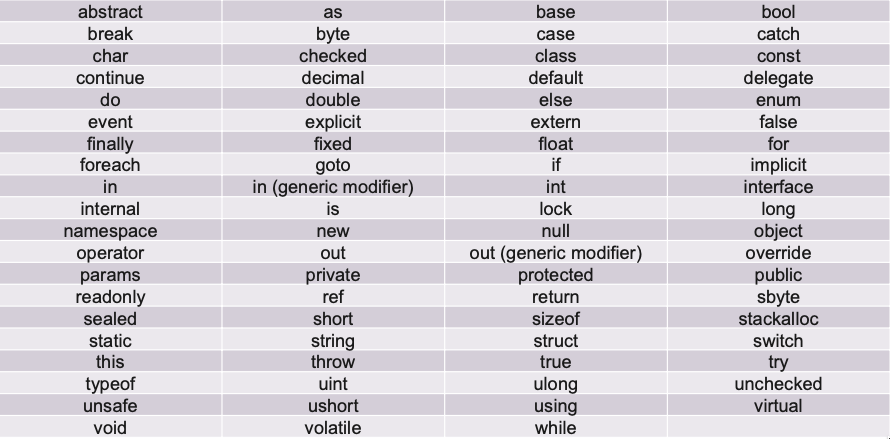 abstract as base bool
break byte case catch
char checked class const
continue decimal default delegate
do double else enum
event explicit extern false
finally fixed float for
foreach goto if implicit
in in (generic modifier) int interface
internal is lock long
namespace new null object
operator out out (generic modifier) override
params private protected public
readonly ref return sbyte
sealed short sizeof stackalloc
static string struct switch
this throw true try
typeof uint ulong unchecked
unsafe ushort using virtual
void volatile while